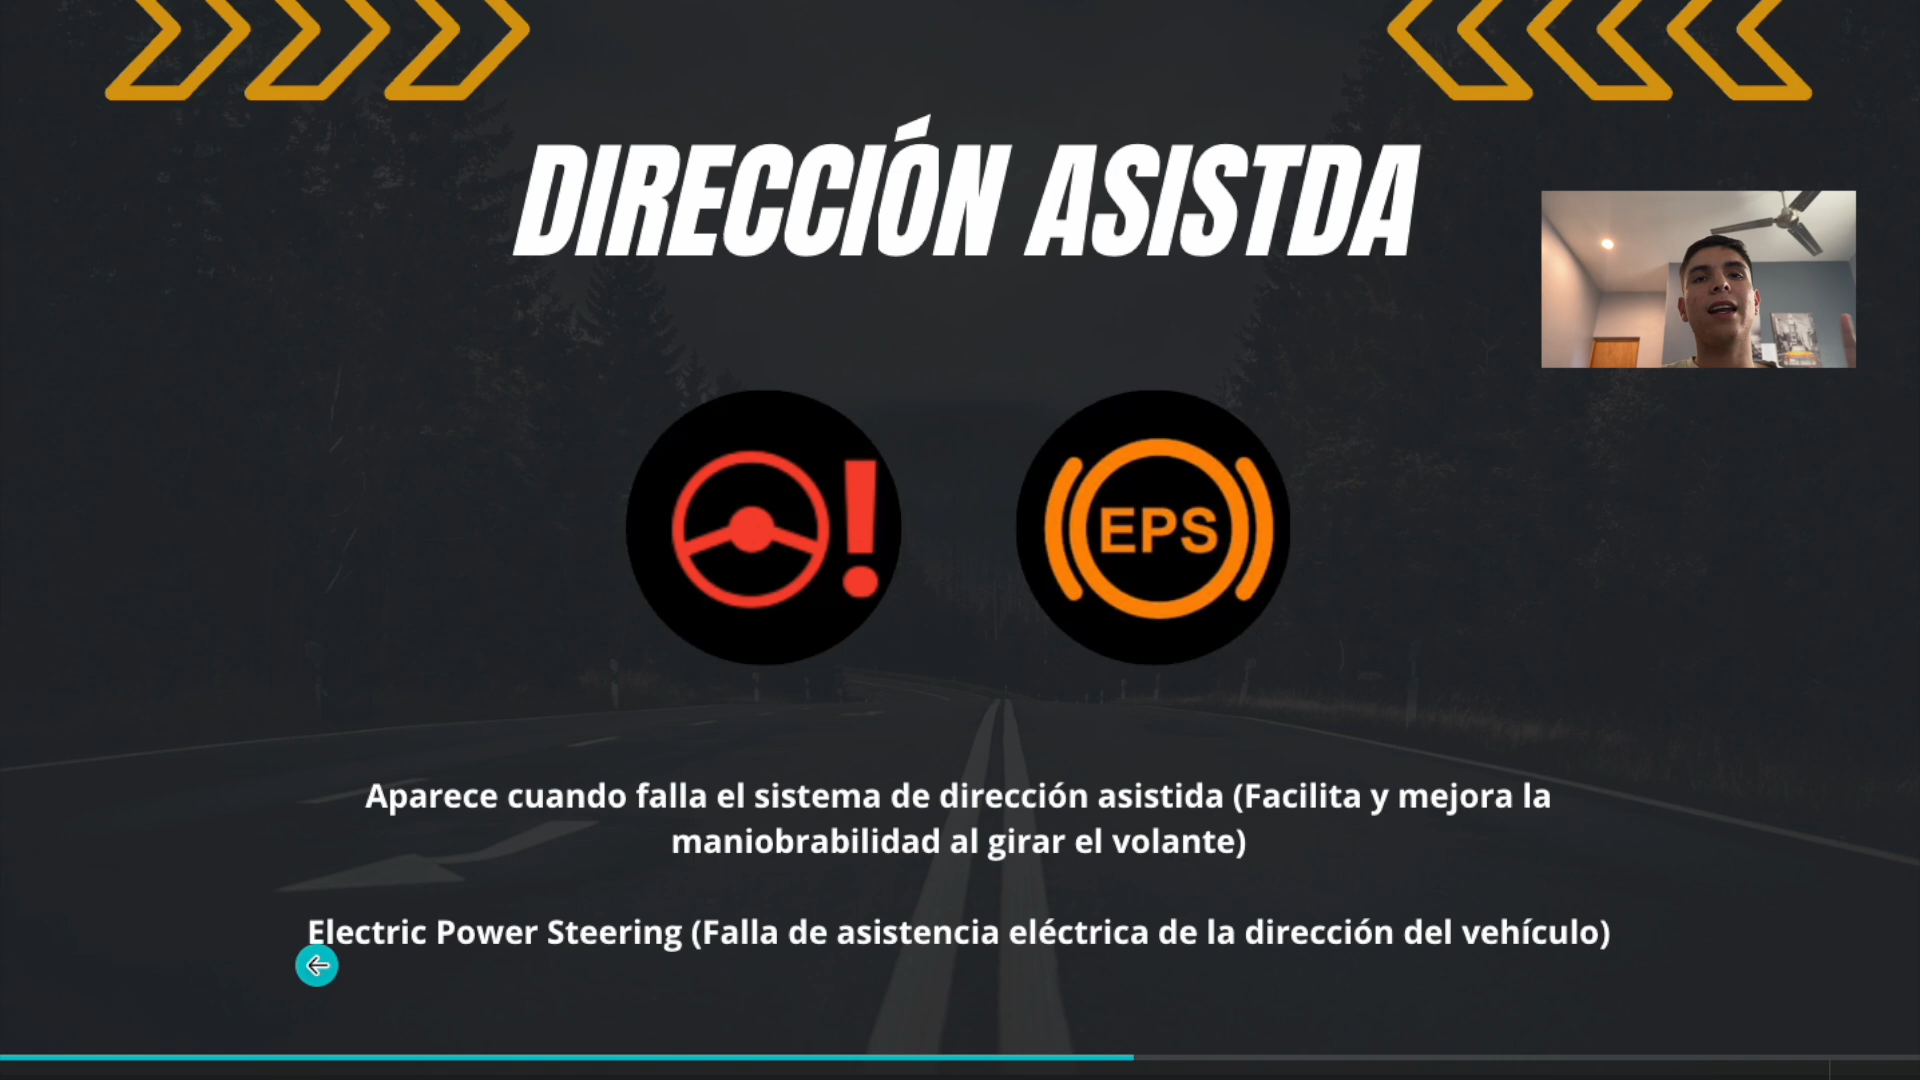 DIRECCIÓN ASISTDA
EPS
Aparece cuando falla el sistema de dirección asistida (Facilita y mejora la
maniobrabilidad al girar el volante)
Electric Power Steering (Falla de asistencia eléctrica de la dirección del vehículo)